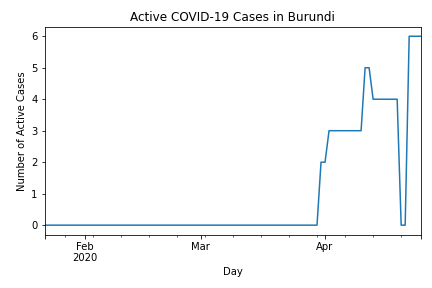 Active COVID-19 Cases in Burundi
Number of Active Cases
6
5
4
3
2
1
0
Feb
2020
Mar
Apr
Day